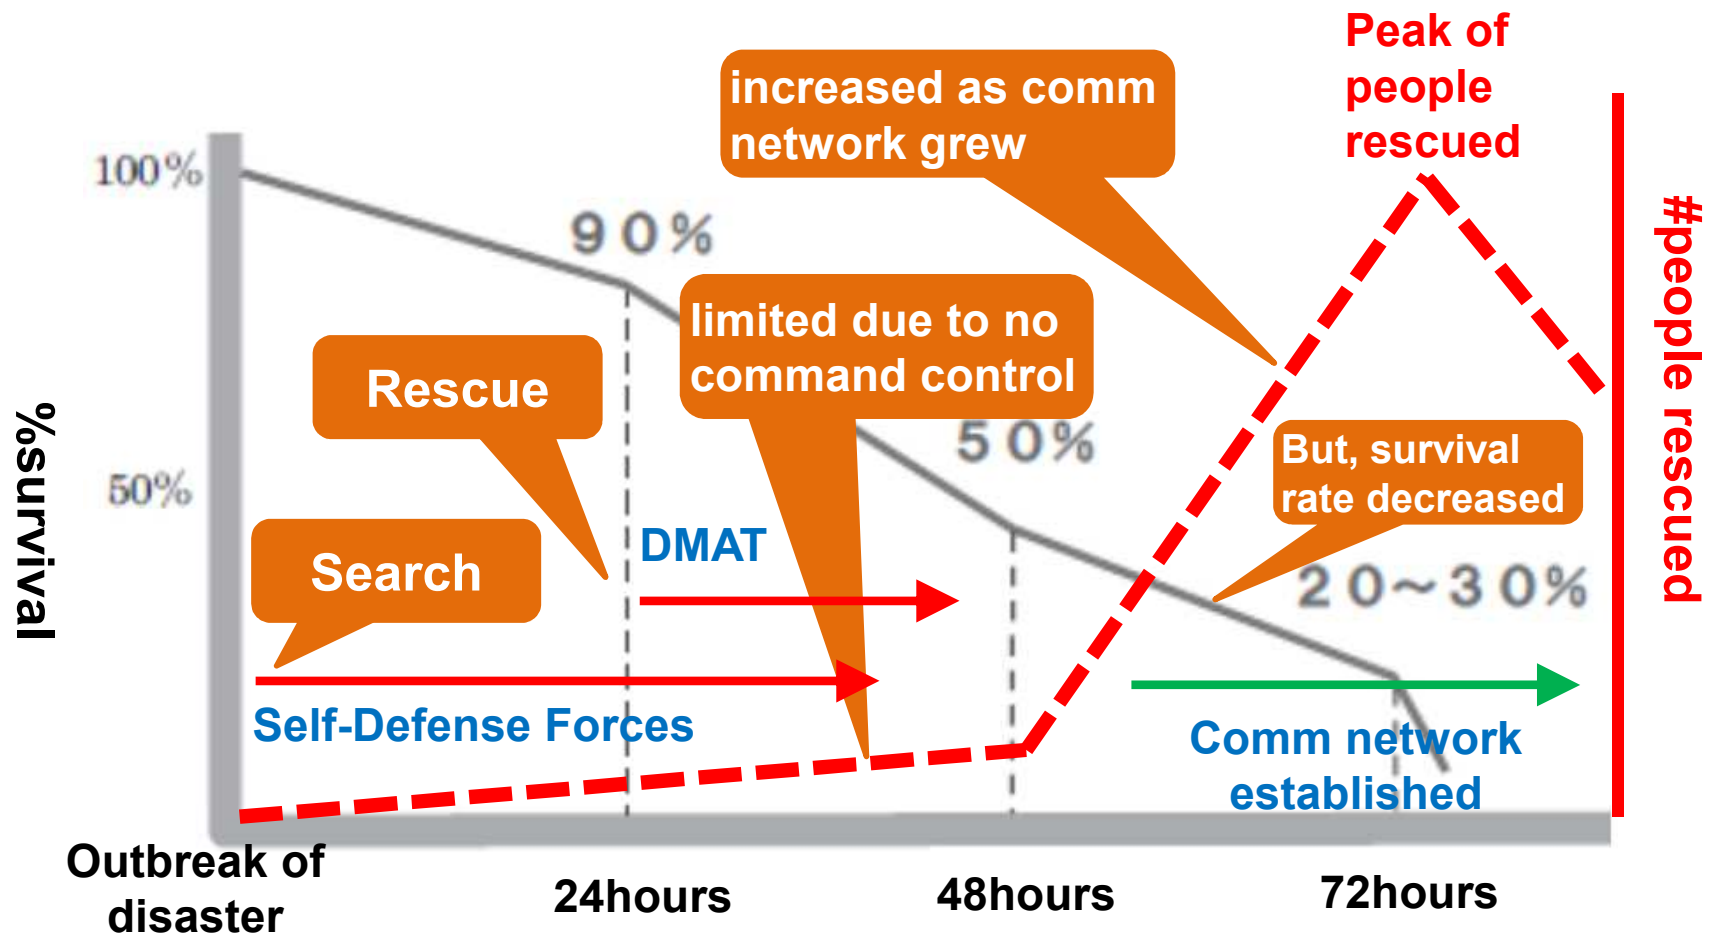 Peak of
people
rescued
increased as comm
network grew
100%
９０%
limited due to no
command control
Rescue
５０%
But, survival
rate decreased
50%
%survival
#people rescued
DMAT
Search
２０～３０%
Self-Defense Forces
Comm network
established
Outbreak of
disaster
24hours
48hours
72hours